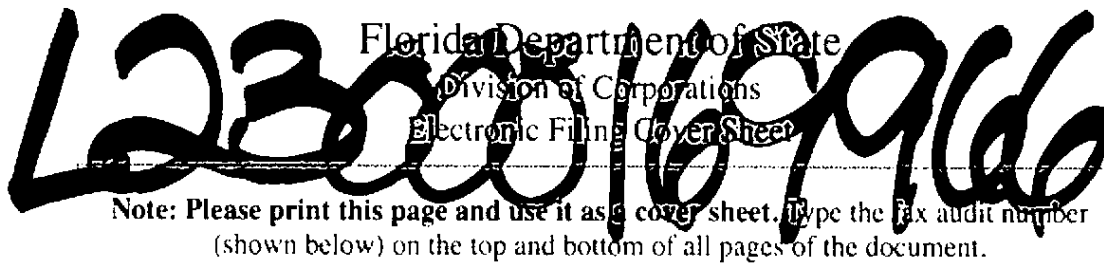 L23000169966
Florida Department of State
Division of Corporations
Electronic Filing Cover Sheet
Note: Please print this page and use it as a cover sheet. Type the fax audit number
(shown below) on the top and bottom of all pages of the document.